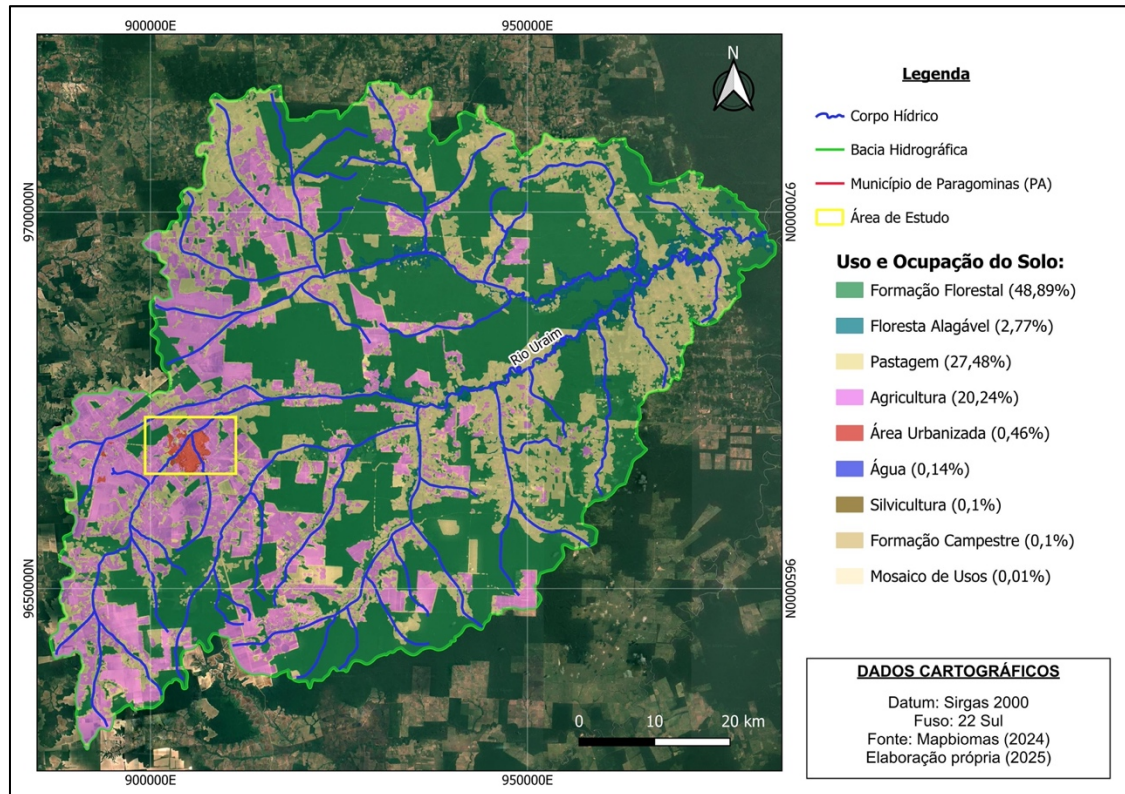 900000E
950000E
N
9700000N
9700000N
Rio Uraim
9650000N
9650000N
0
10
20 km
900000E
950000E
Legenda
Corpo Hídrico
Bacia Hidrográfica
Município de Paragominas (PA)
Área de Estudo
Uso e Ocupação do Solo:
Formação Florestal (48,89%)
Floresta Alagável (2,77%)
Pastagem (27,48%)
Agricultura (20,24%)
Área Urbanizada (0,46%)
Água (0,14%)
Silvicultura (0,1%)
Formação Campestre (0,1%)
Mosaico de Usos (0,01%)
DADOS CARTOGRÁFICOS
Datum: Sirgas 2000
Fuso: 22 Sul
Fonte: Mapbiomas (2024)
Elaboração própria (2025)